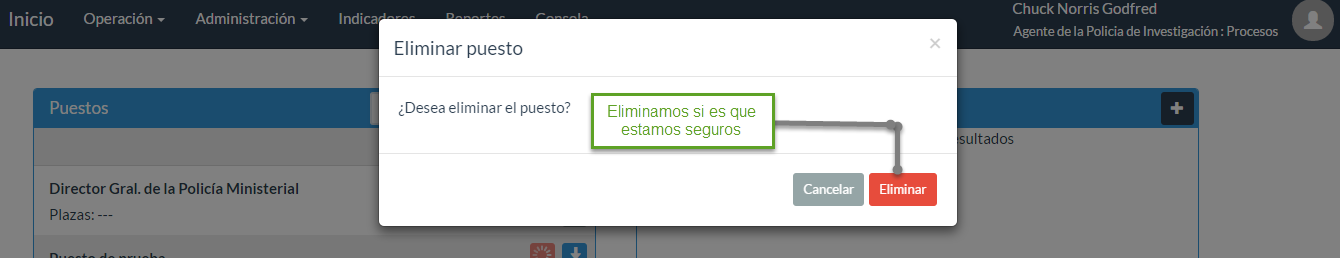 Inicio Operación Administración Indicadores Reportes Consola
Chuck Norris Godfred
Agente de la Policia de Investigación : Procesos
Eliminar puesto ×
Puestos
¿Desea eliminar el puesto?
Eliminamos si es que
estamos seguros
esultados
Director Gral. de la Policía Ministerial
Plazas: ---
Cancelar Eliminar
Puesto de prueba